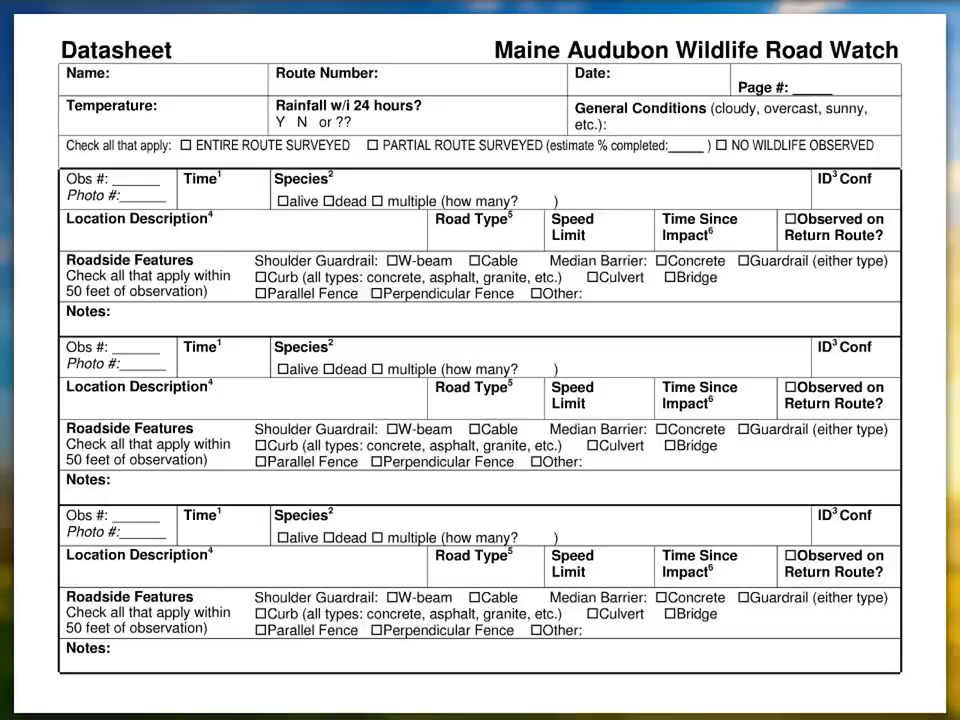 Datasheet Maine Audubon Wildlife Road Watch
Name: Route Number: Date: Page #: _____
Temperature: Rainfall w/i 24 hours? General Conditions (cloudy, overcast, sunny,
Y N or ?? etc.):
Check all that apply: ☐ ENTIRE ROUTE SURVEYED ☐ PARTIAL ROUTE SURVEYED (estimate % completed:_____ ) ☐ NO WILDLIFE OBSERVED
Obs #: ______ Time1 Species2 ID3 Conf
Photo #:______ ☐alive ☐dead ☐ multiple (how many? )
Location Description4 Road Type5 Speed Time Since ☐Observed on
Limit Impact6 Return Route?
Roadside Features Shoulder Guardrail: ☐W-beam ☐Cable Median Barrier: ☐Concrete ☐Guardrail (either type)
Check all that apply within ☐Curb (all types: concrete, asphalt, granite, etc.) ☐Culvert ☐Bridge
50 feet of observation) ☐Parallel Fence ☐Perpendicular Fence ☐Other:
Notes:
Obs #: ______ Time1 Species2 ID3 Conf
Photo #:______ ☐alive ☐dead ☐ multiple (how many? )
Location Description4 Road Type5 Speed Time Since ☐Observed on
Limit Impact6 Return Route?
Roadside Features Shoulder Guardrail: ☐W-beam ☐Cable Median Barrier: ☐Concrete ☐Guardrail (either type)
Check all that apply within ☐Curb (all types: concrete, asphalt, granite, etc.) ☐Culvert ☐Bridge
50 feet of observation) ☐Parallel Fence ☐Perpendicular Fence ☐Other:
Notes:
Obs #: ______ Time1 Species2 ID3 Conf
Photo #:______ ☐alive ☐dead ☐ multiple (how many? )
Location Description4 Road Type5 Speed Time Since ☐Observed on
Limit Impact6 Return Route?
Roadside Features Shoulder Guardrail: ☐W-beam ☐Cable Median Barrier: ☐Concrete ☐Guardrail (either type)
Check all that apply within ☐Curb (all types: concrete, asphalt, granite, etc.) ☐Culvert ☐Bridge
50 feet of observation) ☐Parallel Fence ☐Perpendicular Fence ☐Other:
Notes: